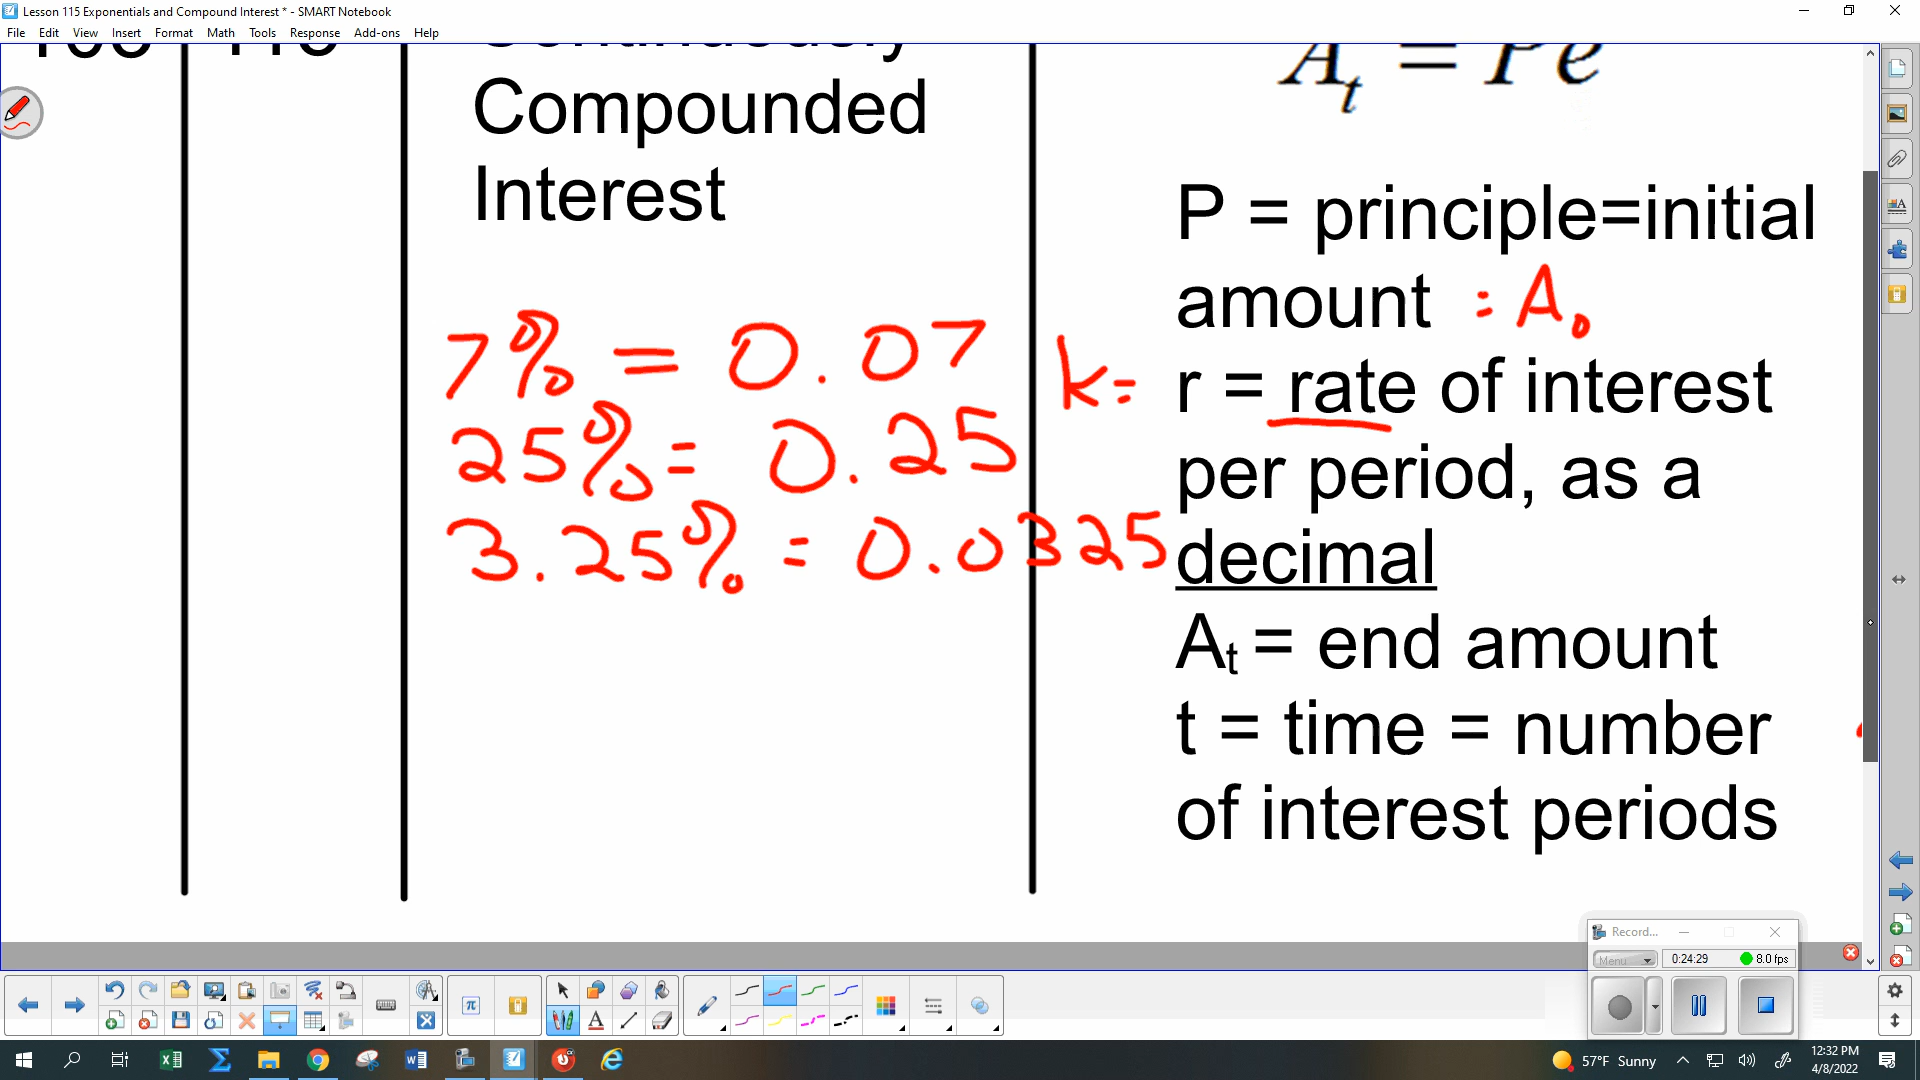 Lesson 115 Exponentials and Compound Interest * - SMART Notebook
File Edit View Insert Format Math Tools Response Add-ons Help
Continuously
Compounded
Interest
7% = 0.07
25% = 0.25
3.25% = 0.0325
A_t = Pe
P = principle=initial
amount = A₀
k= r = rate of interest
per period, as a
decimal
Aₜ = end amount
t = time = number
of interest periods
Record...
Menu 0:24:29 8.0 fps
57°F Sunny
12:32 PM
4/8/2022